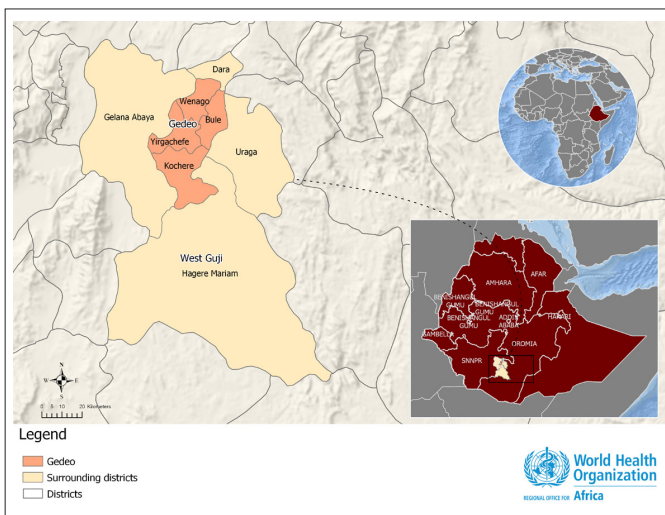 Dara
Wenago
Gelana Abaya
Bule
Gedeo
Yirgachefe
Uraga
Kochere
West Guji
Hagere Mariam
N
W
E
S
0 5 10 20 Kilometers
AFAR
AMHARA
BENISHANGUL
GUMU
BENISHANGUL
GUMU
BENISHANGUL
GUMU
ADDIS
ABABA
HARARI
GAMBELLA
OROMIA
SNNPR
Legend
Gedeo
Surrounding districts
Districts
World Health
Organization
REGIONAL OFFICE FOR Africa